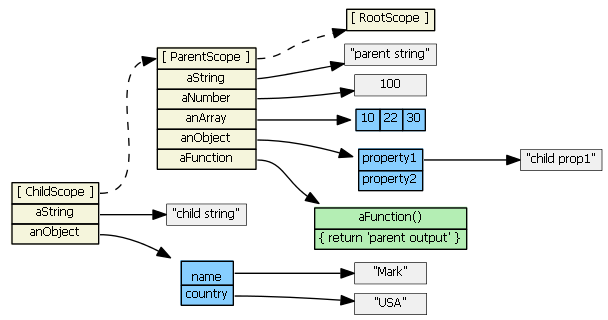 [ RootScope ]
[ ParentScope ]
"parent string"
aString
100
aNumber
anArray
10 22 30
anObject
aFunction
property1
"child prop1"
property2
[ ChildScope ]
aString
"child string"
aFunction()
anObject
{ return 'parent output' }
name
"Mark"
country
"USA"